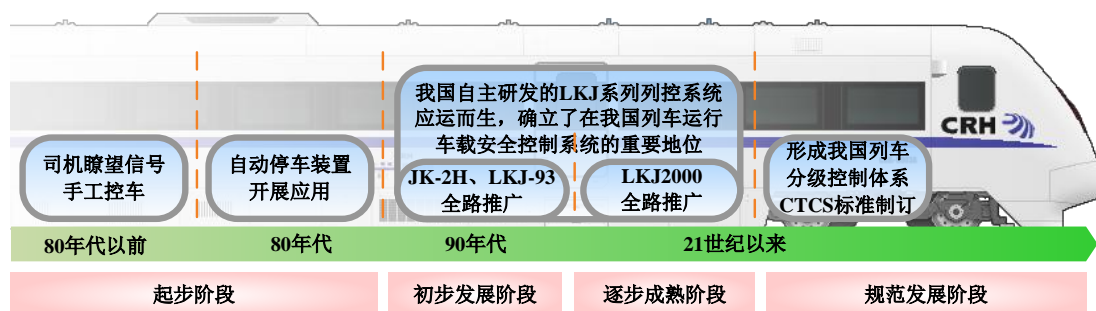 我国自主研发的LKJ系列列控系统
应运而生，确立了在我国列车运行
车载安全控制系统的重要地位
CRH
司机瞭望信号
手工控车
自动停车装置
开展应用
JK-2H、LKJ-93
全路推广
LKJ2000
全路推广
形成我国列车
分级控制体系
CTCS标准制订
80年代以前
80年代
90年代
21世纪以来
起步阶段
初步发展阶段
逐步成熟阶段
规范发展阶段